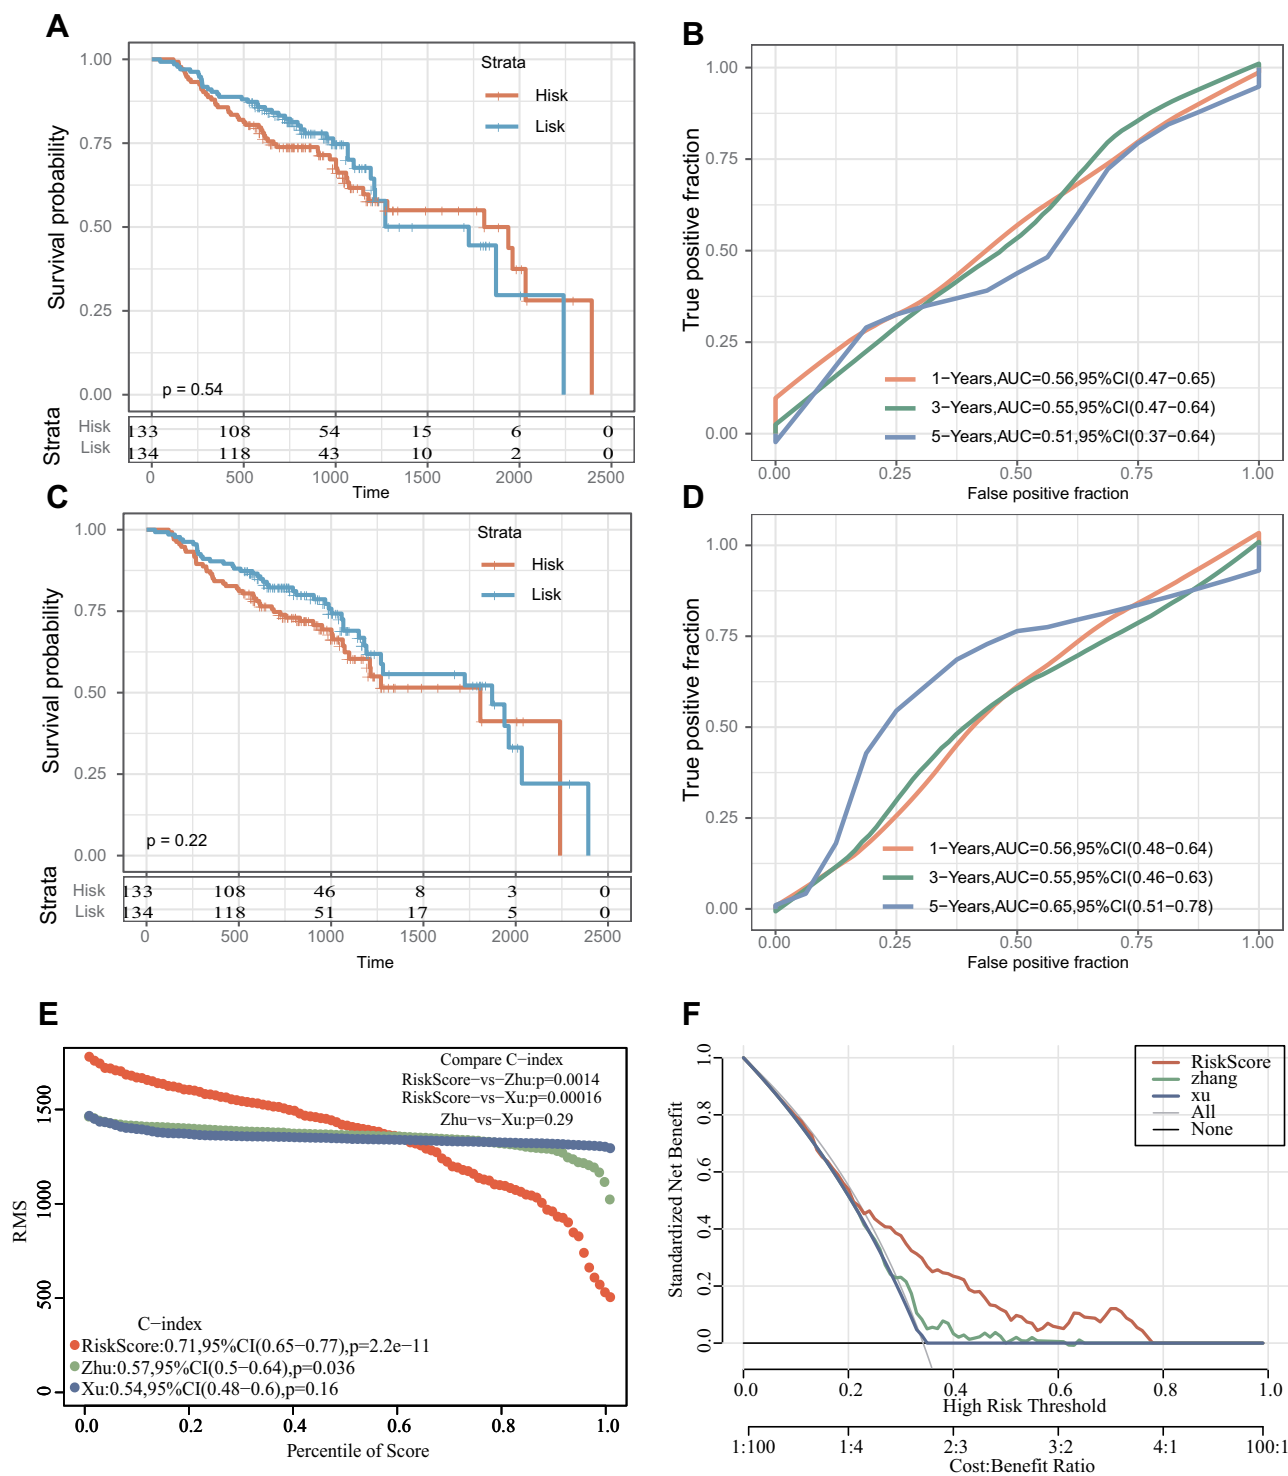 A
1.00
0.75
0.50
0.25
0.00
Survival probability
Strata
Hisk
Lisk
p = 0.54
Strata
Hisk 133 108 54 15 6 0
Lisk 134 118 43 10 2 0
0 500 1000 1500 2000 2500
Time
B
1.00
0.75
0.50
0.25
0.00
True positive fraction
1−Years,AUC=0.56,95%CI(0.47−0.65)
3−Years,AUC=0.55,95%CI(0.47−0.64)
5−Years,AUC=0.51,95%CI(0.37−0.64)
0.00 0.25 0.50 0.75 1.00
False positive fraction
C
1.00
0.75
0.50
0.25
0.00
Survival probability
Strata
Hisk
Lisk
p = 0.22
Strata
Hisk 133 108 46 8 3 0
Lisk 134 118 51 17 5 0
0 500 1000 1500 2000 2500
Time
D
1.00
0.75
0.50
0.25
0.00
True positive fraction
1−Years,AUC=0.56,95%CI(0.48−0.64)
3−Years,AUC=0.55,95%CI(0.46−0.63)
5−Years,AUC=0.65,95%CI(0.51−0.78)
0.00 0.25 0.50 0.75 1.00
False positive fraction
E
Compare C−index
RiskScore−vs−Zhu:p=0.0014
RiskScore−vs−Xu:p=0.00016
Zhu−vs−Xu:p=0.29
1500
1000
500
0
RMS
C−index
RiskScore:0.71,95%CI(0.65−0.77),p=2.2e−11
Zhu:0.57,95%CI(0.5−0.64),p=0.036
Xu:0.54,95%CI(0.48−0.6),p=0.16
0.0 0.2 0.4 0.6 0.8 1.0
Percentile of Score
F
1.0
0.8
0.6
0.4
0.2
0.0
Standardized Net Benefit
RiskScore
zhang
xu
All
None
0.0 0.2 0.4 0.6 0.8 1.0
High Risk Threshold
1:100 1:4 2:3 3:2 4:1 100:1
Cost:Benefit Ratio